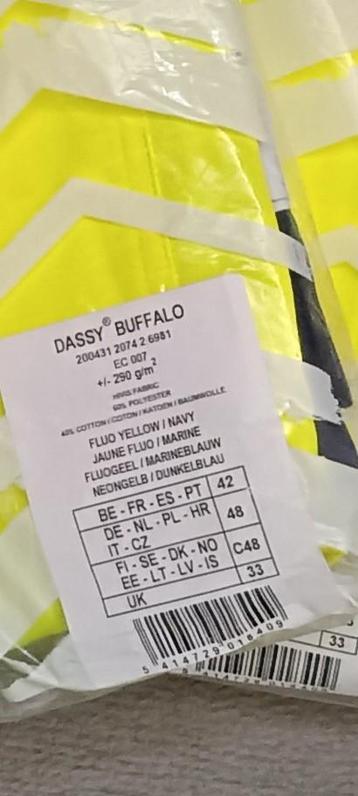 DASSY® BUFFALO
200431 2074 2 6981
EC 007
+/- 290 g/m²
HIVIS FABRIC
60% POLYESTER
40% COTTON / COTON / KATOEN / BAUMWOLLE
FLUO YELLOW / NAVY
JAUNE FLUO / MARINE
FLUOGEEL / MARINEBLAUW
NEONGELB / DUNKELBLAU
BE - FR - ES - PT 42
DE - NL - PL - HR 48
IT - CZ
FI - SE - DK - NO C48
EE - LT - LV - IS
UK 33
5 414729 018409
33